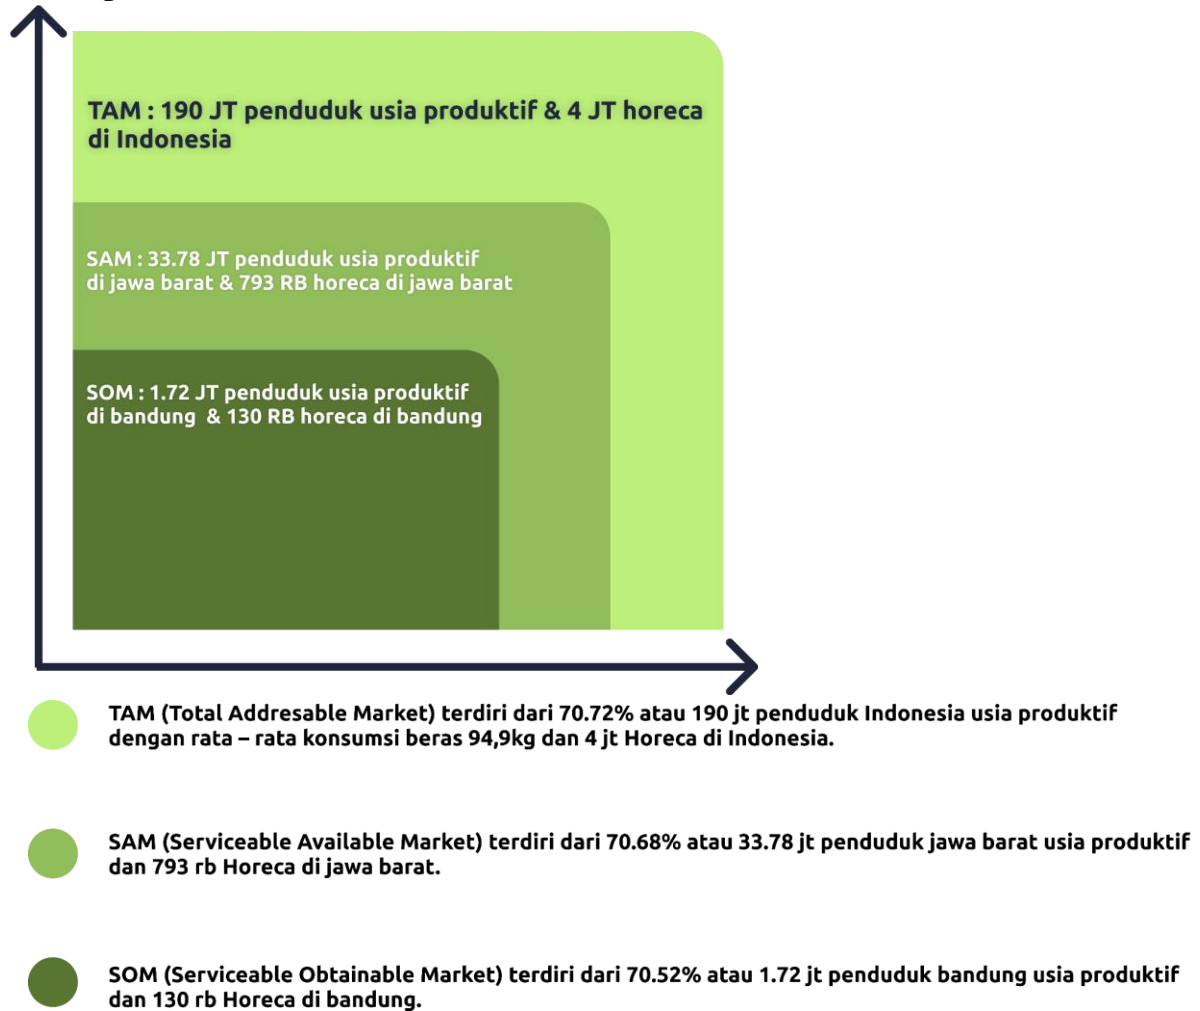 TAM : 190 JT penduduk usia produktif & 4 JT horeca
di Indonesia
SAM : 33.78 JT penduduk usia produktif
di jawa barat & 793 RB horeca di jawa barat
SOM : 1.72 JT penduduk usia produktif
di bandung & 130 RB horeca di bandung
TAM (Total Addresable Market) terdiri dari 70.72% atau 190 jt penduduk Indonesia usia produktif
dengan rata – rata konsumsi beras 94,9kg dan 4 jt Horeca di Indonesia.
SAM (Serviceable Available Market) terdiri dari 70.68% atau 33.78 jt penduduk jawa barat usia produktif
dan 793 rb Horeca di jawa barat.
SOM (Serviceable Obtainable Market) terdiri dari 70.52% atau 1.72 jt penduduk bandung usia produktif
dan 130 rb Horeca di bandung.